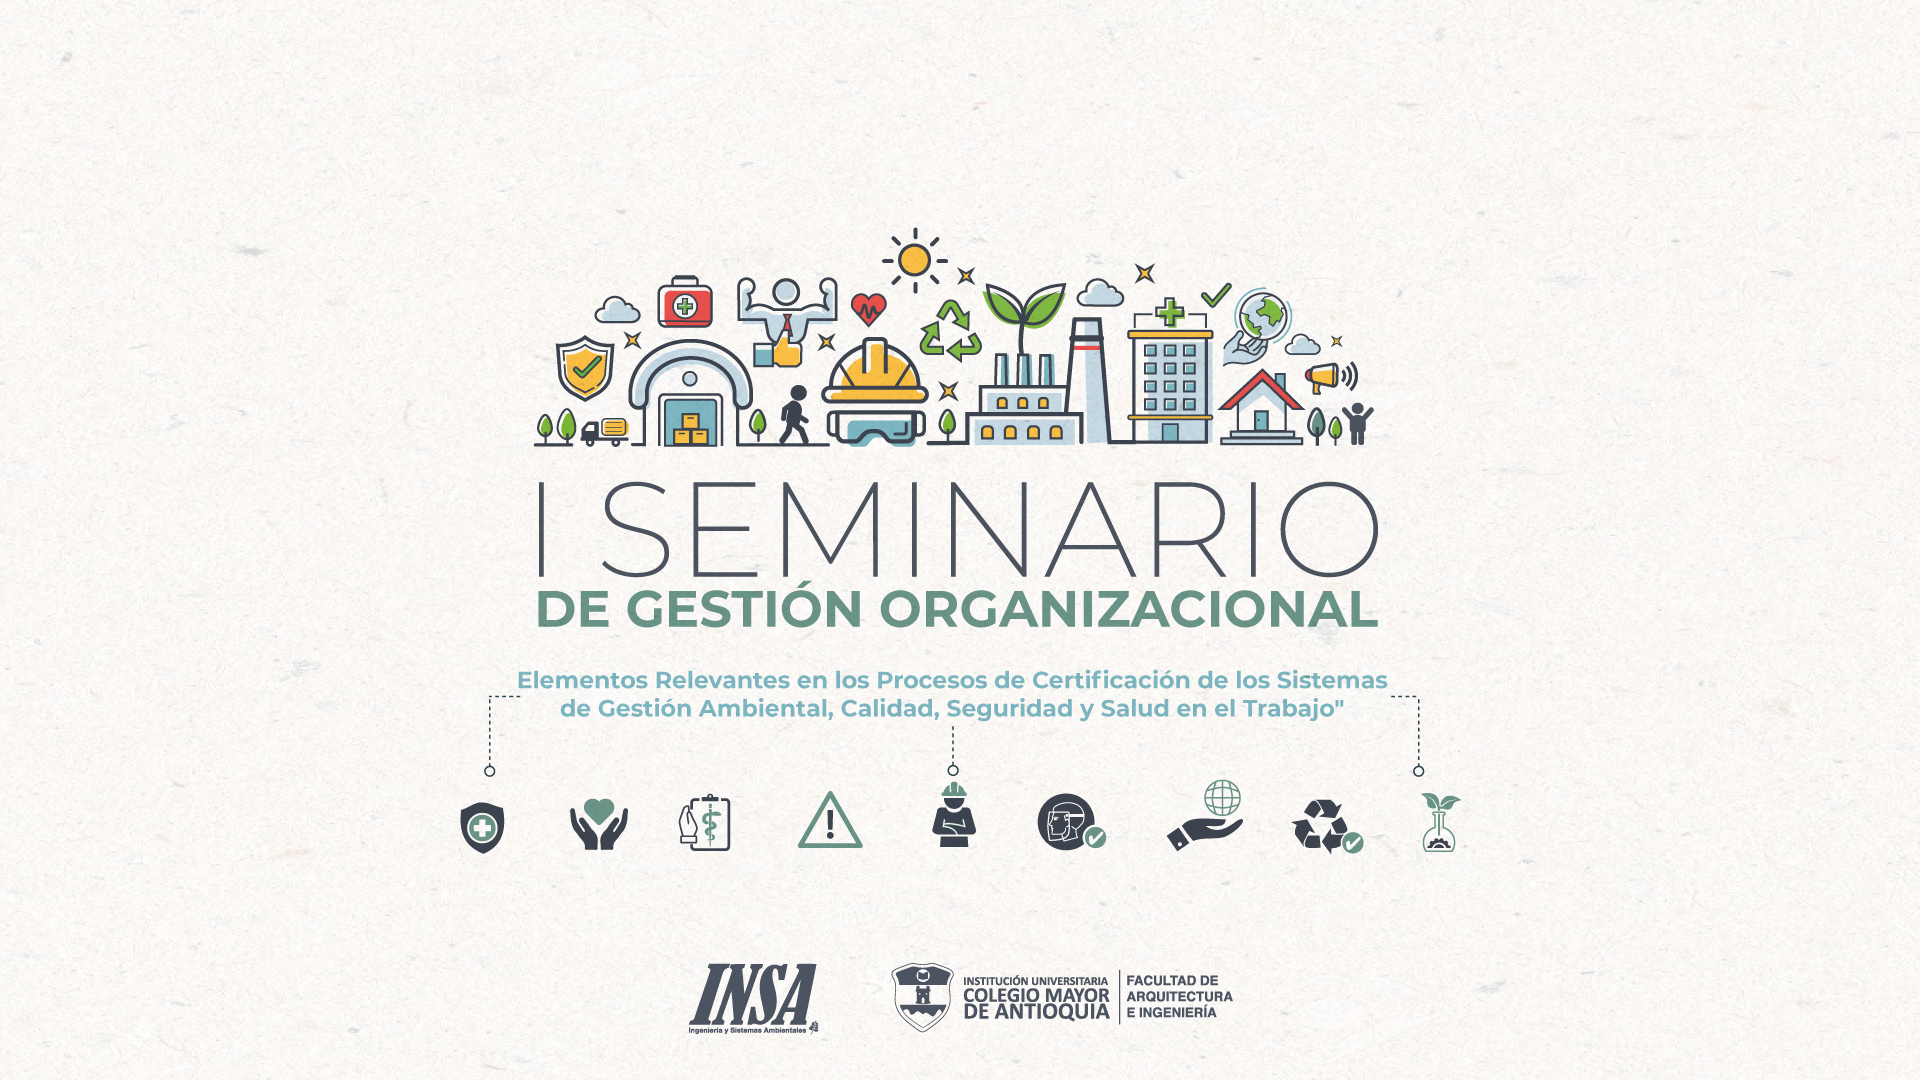 I SEMINARIO
DE GESTIÓN ORGANIZACIONAL
Elementos Relevantes en los Procesos de Certificación de los Sistemas
de Gestión Ambiental, Calidad, Seguridad y Salud en el Trabajo"
INSA
Ingeniería y Sistemas Ambientales
INSTITUCIÓN UNIVERSITARIA
COLEGIO MAYOR
DE ANTIOQUIA
FACULTAD DE
ARQUITECTURA
E INGENIERÍA